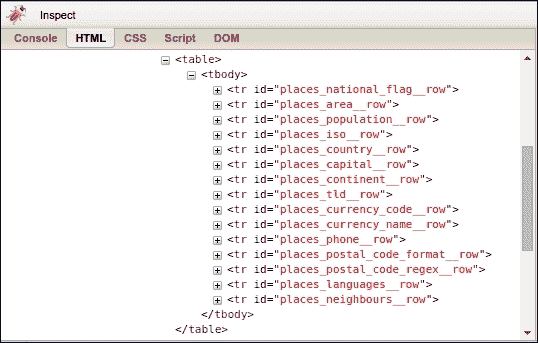 Inspect
Console HTML CSS Script DOM
<table>
<tbody>
<tr id="places_national_flag__row">
<tr id="places_area__row">
<tr id="places_population__row">
<tr id="places_iso__row">
<tr id="places_country__row">
<tr id="places_capital__row">
<tr id="places_continent__row">
<tr id="places_tld__row">
<tr id="places_currency_code__row">
<tr id="places_currency_name__row">
<tr id="places_phone__row">
<tr id="places_postal_code_format__row">
<tr id="places_postal_code_regex__row">
<tr id="places_languages__row">
<tr id="places_neighbours__row">
</tbody>
</table>